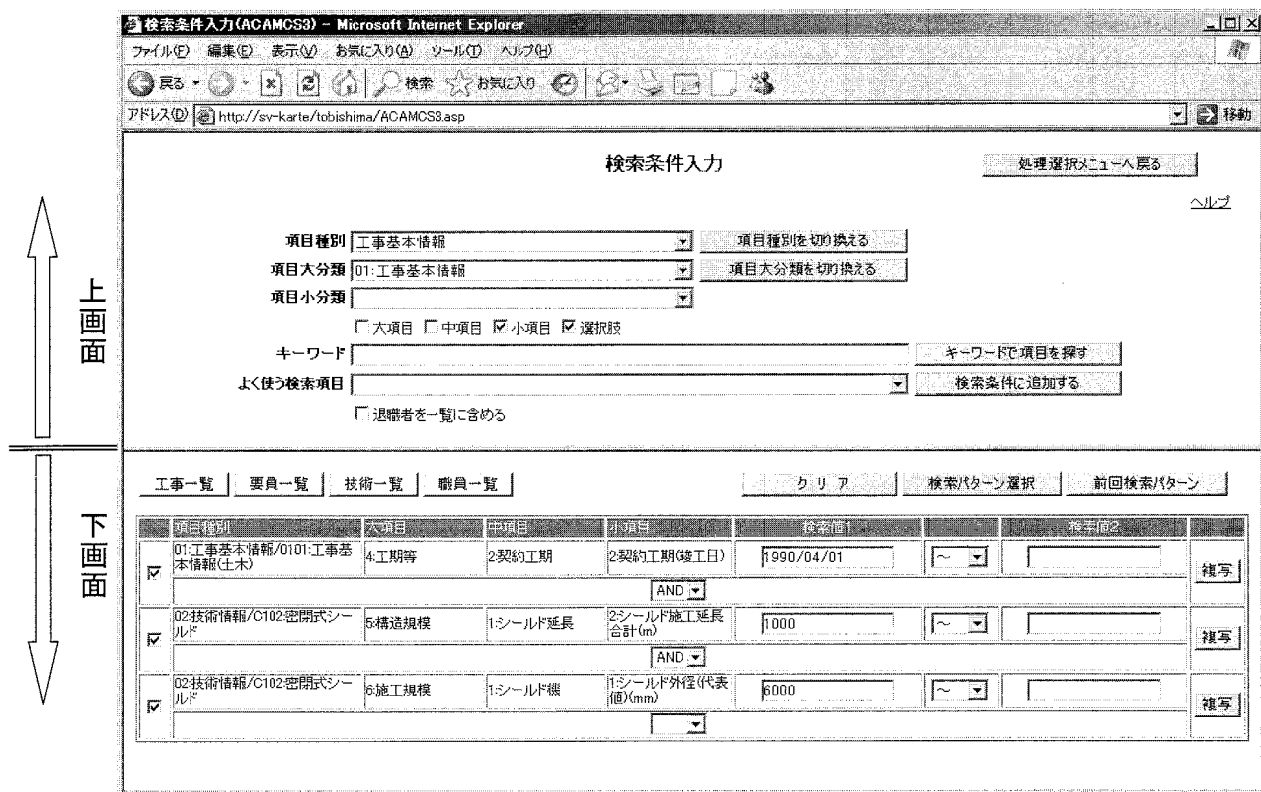 検索条件入力(ACAMCS3) - Microsoft Internet Explorer
ファイル(F) 編集(E) 表示(V) お気に入り(A) ツール(T) ヘルプ(H)
戻る 検索 お気に入り
アドレス(D) http://sv-karte/tobishima/ACAMCS3.asp 移動
検索条件入力 処理選択メニューへ戻る
ヘルプ
項目種別 工事基本情報 項目種別を切り換える
項目大分類 01:工事基本情報 項目大分類を切り換える
項目小分類
大項目 中項目 小項目 選択肢
キーワード キーワードで項目を探す
よく使う検索項目 検索条件に追加する
退職者を一覧に含める
上画面
下画面
工事一覧 要員一覧 技術一覧 職員一覧 クリア 検索パターン選択 前回検索パターン
項目種別 大項目 中項目 小項目 検索値1 検索値2
01:工事基本情報/0101:工事基本情報(土木) 4:工期等 2:契約工期 2:契約工期(竣工日) 1990/04/01 ~ 複写
AND
02:技術情報/C102:密閉式シールド 5:構造規模 1:シールド延長 2:シールド施工延長合計(m) 1000 ~ 複写
AND
02:技術情報/C102:密閉式シールド 6:施工規模 1:シールド機 1:シールド外径(代表値)(mm) 6000 ~ 複写